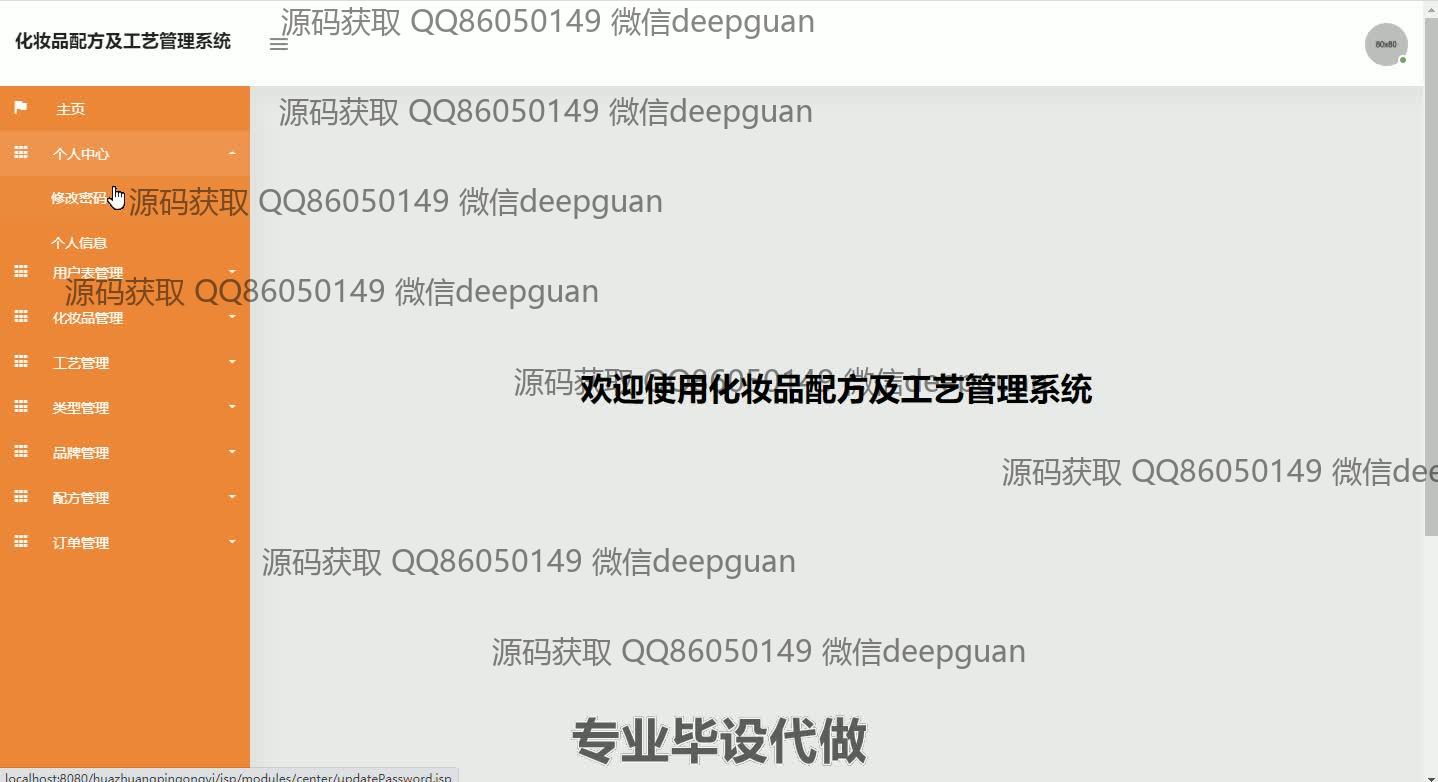 源码获取 QQ86050149 微信deepguan
化妆品配方及工艺管理系统
80x80
主页
源码获取 QQ86050149 微信deepguan
个人中心
修改密码
源码获取 QQ86050149 微信deepguan
个人信息
用户表管理
源码获取 QQ86050149 微信deepguan
化妆品管理
工艺管理
源码获取 QQ86050149 微信deepguan
欢迎使用化妆品配方及工艺管理系统
类型管理
品牌管理
源码获取 QQ86050149 微信dee
配方管理
订单管理
源码获取 QQ86050149 微信deepguan
源码获取 QQ86050149 微信deepguan
专业毕设代做
localhost:8080/huazhuangpingongyi/jsp/modules/center/updatePassword.jsp